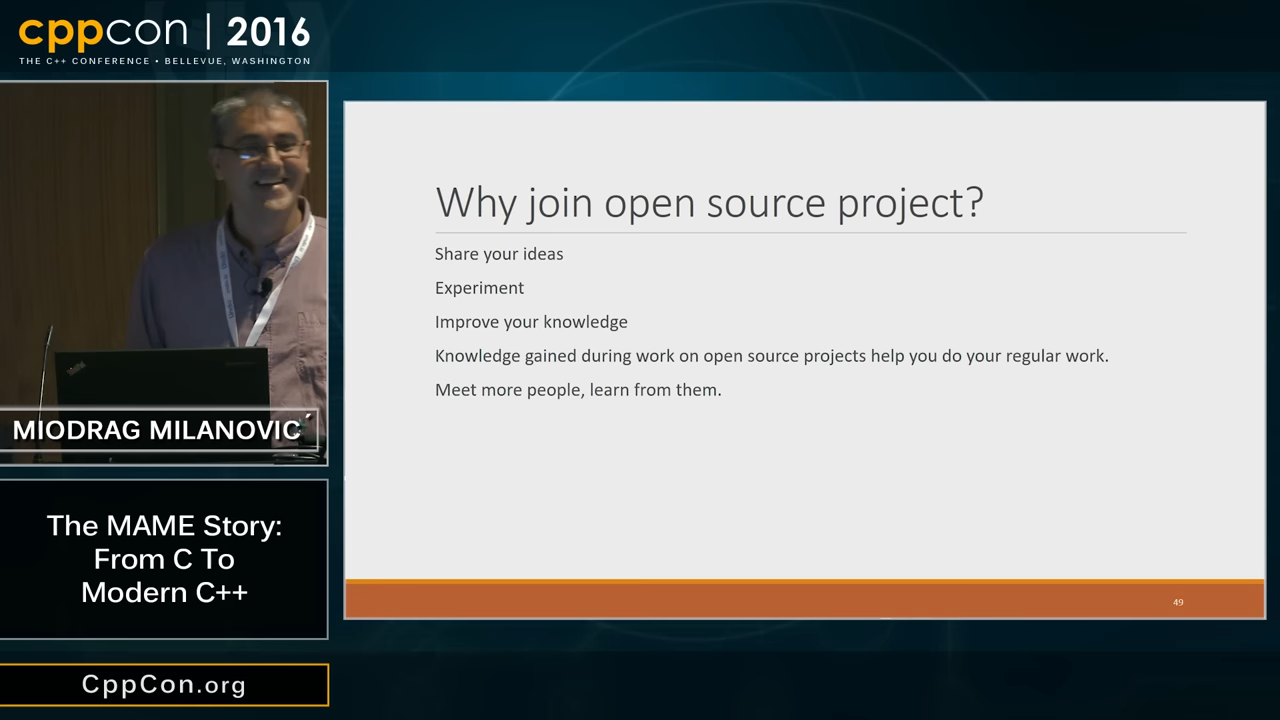 cppcon | 2016
THE C++ CONFERENCE • BELLEVUE, WASHINGTON
MIODRAG MILANOVIC
The MAME Story:
From C To
Modern C++
CppCon.org
Why join open source project?
Share your ideas
Experiment
Improve your knowledge
Knowledge gained during work on open source projects help you do your regular work.
Meet more people, learn from them.
49